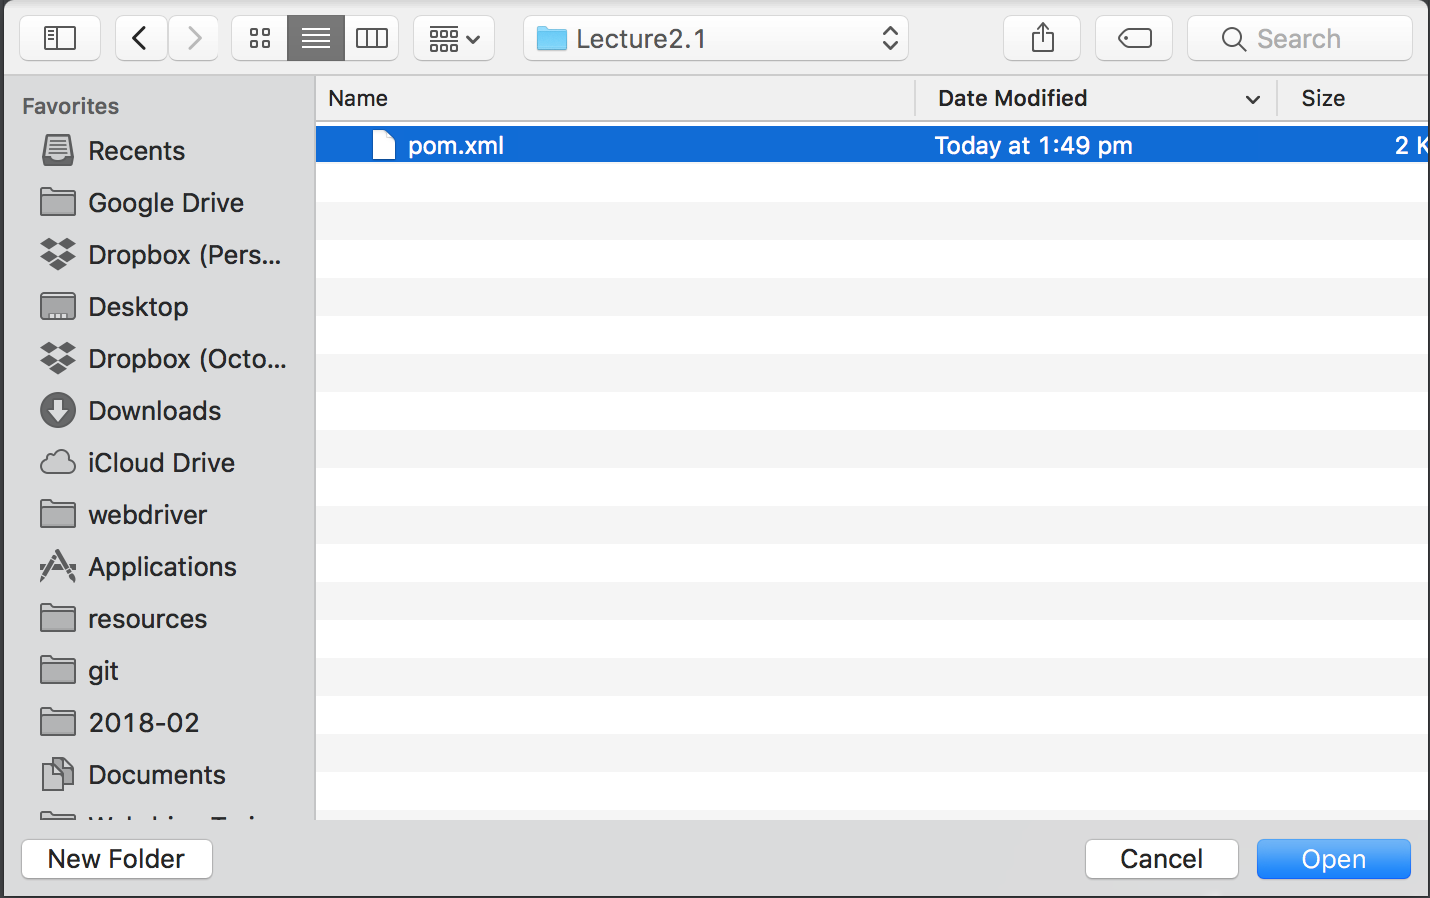 Lecture2.1
Search
Favorites
Recents
Google Drive
Dropbox (Pers...
Desktop
Dropbox (Octo...
Downloads
iCloud Drive
webdriver
Applications
resources
git
2018-02
Documents
Name Date Modified Size
pom.xml Today at 1:49 pm 2 K
New Folder
Cancel
Open